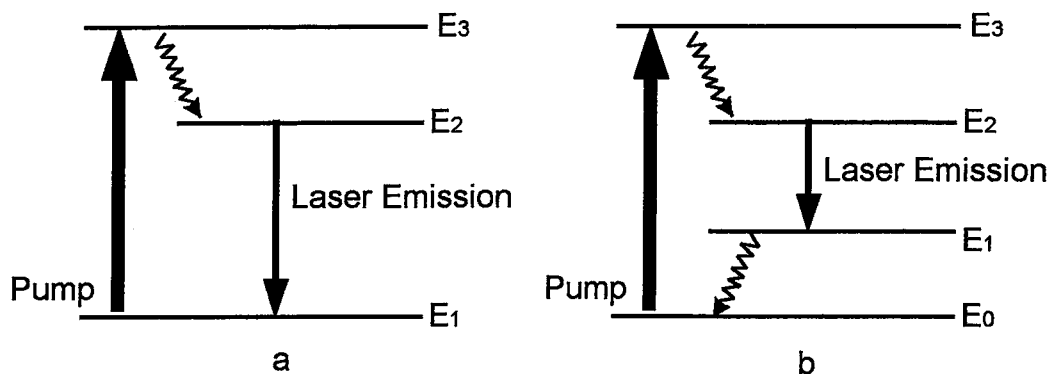 E3
E2
Laser Emission
Pump
E1
a
E3
E2
Laser Emission
E1
Pump
E0
b